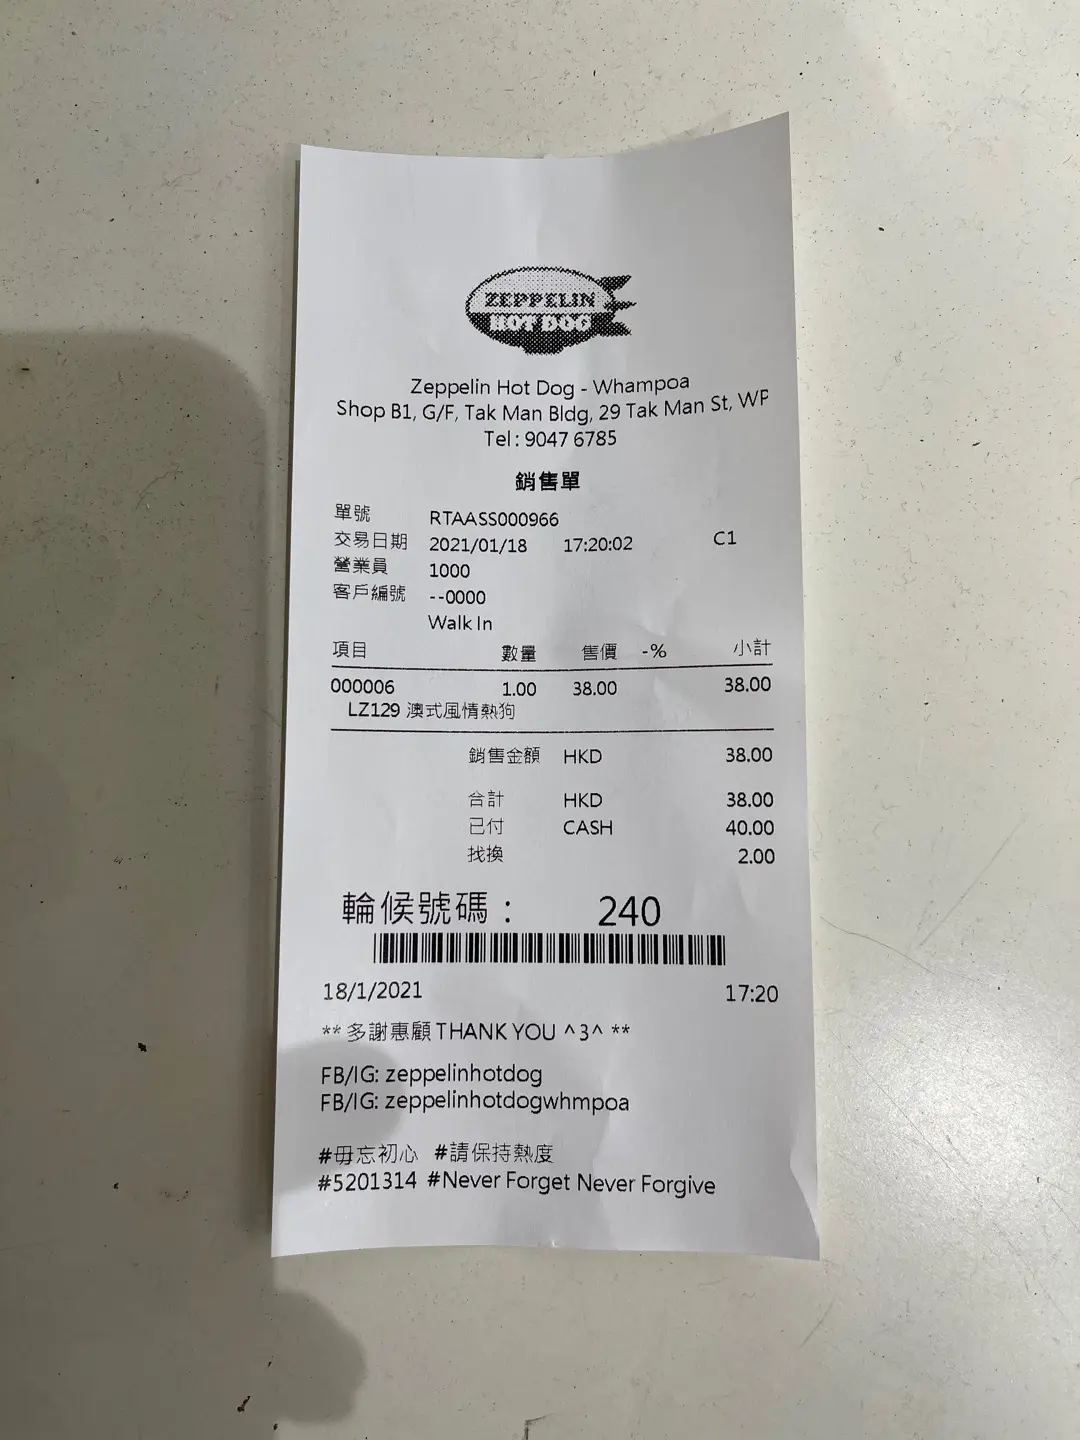 ZEPPELIN
HOT DOG
Zeppelin Hot Dog - Whampoa
Shop B1, G/F, Tak Man Bldg, 29 Tak Man St, WP
Tel : 9047 6785
銷售單
單號 RTAASS000966
交易日期 2021/01/18 17:20:02 C1
營業員 1000
客戶編號 --0000
Walk In
項目 數量 售價 -% 小計
000006 1.00 38.00 38.00
LZ129 澳式風情熱狗
銷售金額 HKD 38.00
合計 HKD 38.00
已付 CASH 40.00
找換 2.00
輪候號碼： 240
18/1/2021 17:20
** 多謝惠顧 THANK YOU ^3^ **
FB/IG: zeppelinhotdog
FB/IG: zeppelinhotdogwhmpoa
#毋忘初心 #請保持熱度
#5201314 #Never Forget Never Forgive